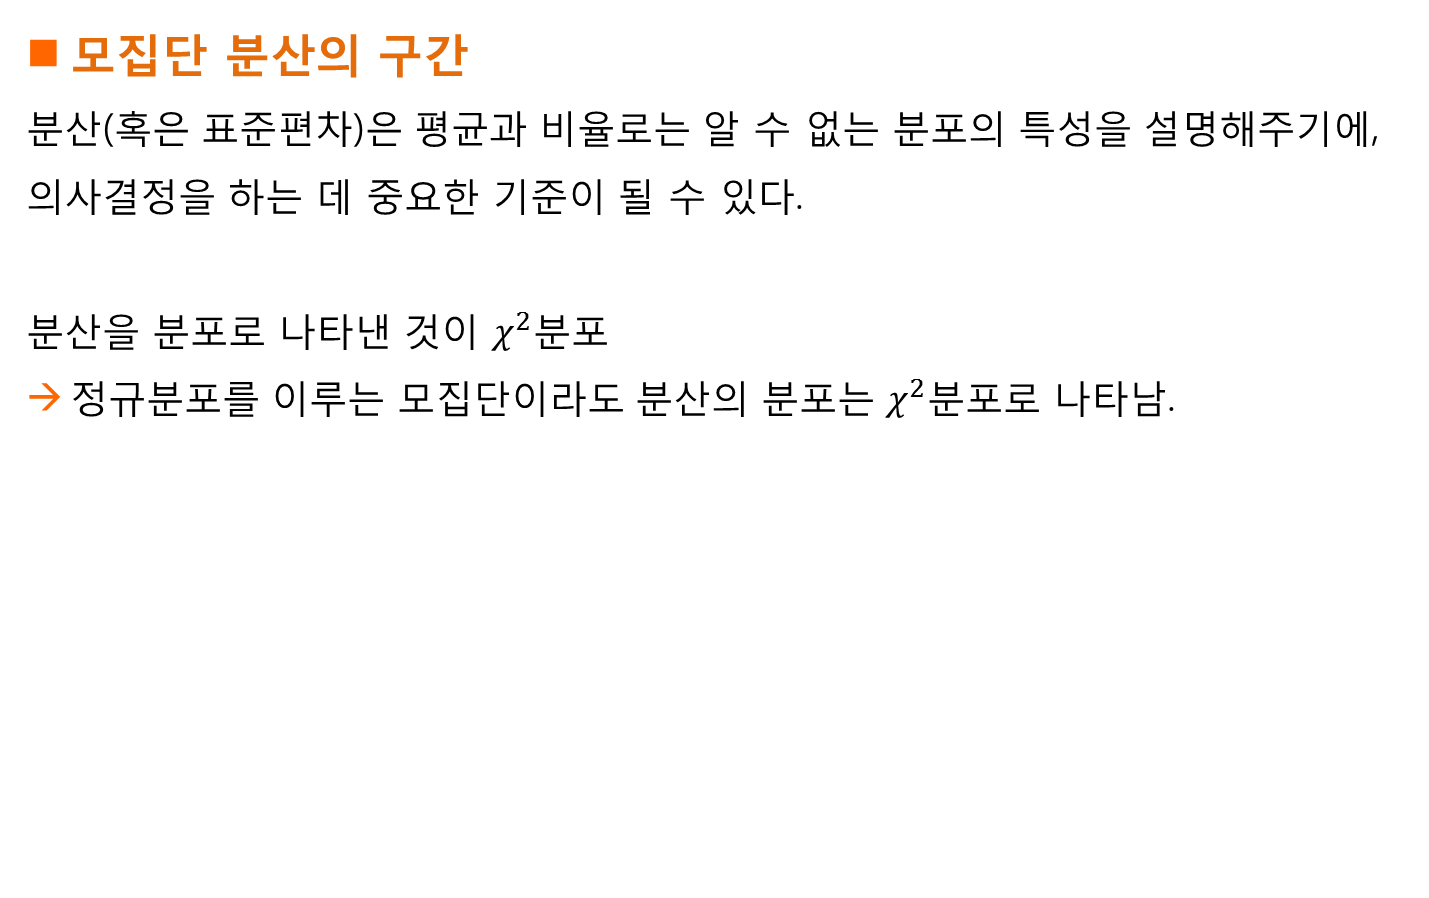 ■ 모집단 분산의 구간
분산(혹은 표준편차)은 평균과 비율로는 알 수 없는 분포의 특성을 설명해주기에,
의사결정을 하는 데 중요한 기준이 될 수 있다.
분산을 분포로 나타낸 것이 𝜒²분포
→ 정규분포를 이루는 모집단이라도 분산의 분포는 𝜒²분포로 나타남.